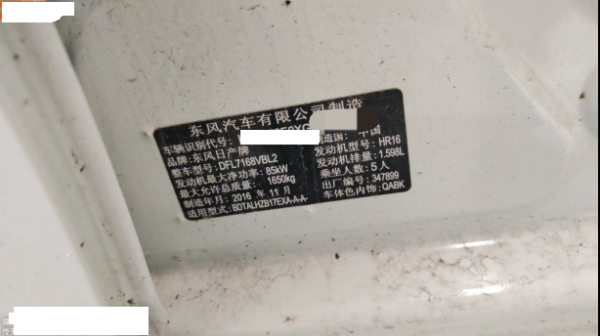 东风汽车有限公司制造
车辆识别代号:
品牌:东风日产牌 制造国: 中国
整车型号:DFL7168VBL2 发动机型号:HR16
发动机最大净功率:85kW 发动机排量:1.598L
最大允许总质量: 1650kg 乘坐人数:5人
制造年月:2016 年 11 月 出厂编号:347899
适用型式:BDTALHZB17EXA-A-A- 车体色内饰:QABK